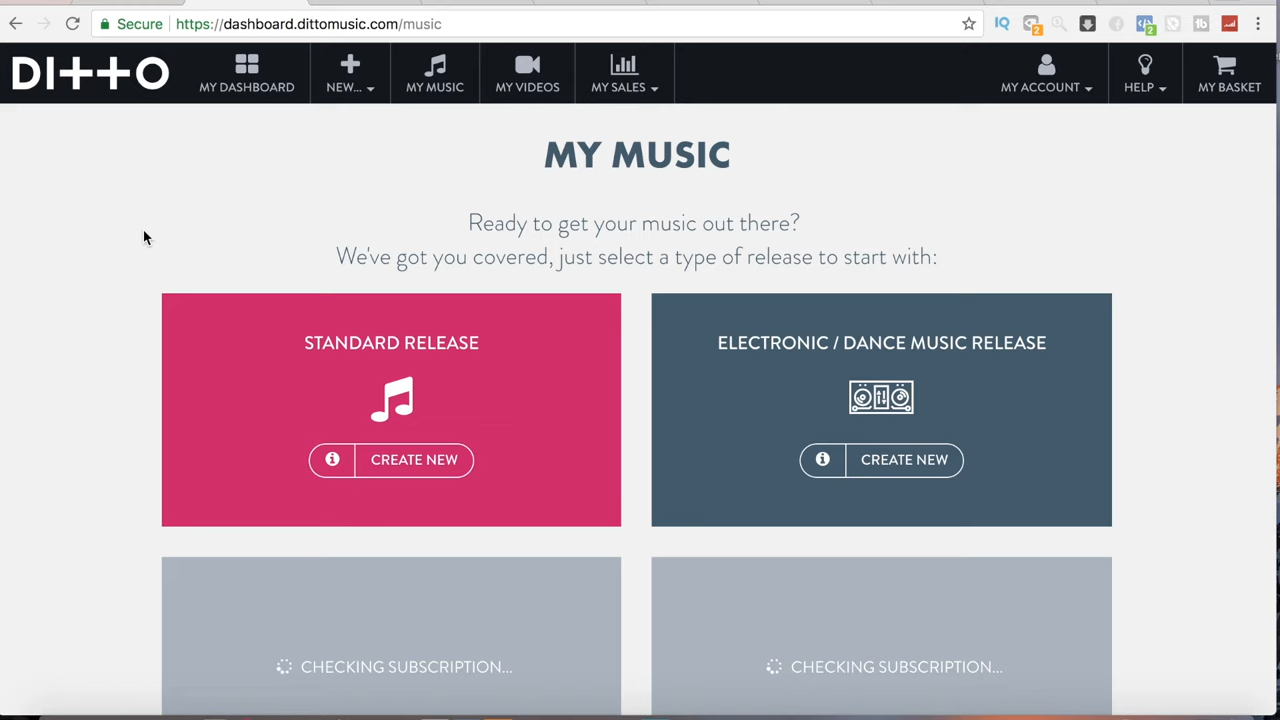 Secure https://dashboard.dittomusic.com/music
IQ 2 2
DITTO MY DASHBOARD NEW... MY MUSIC MY VIDEOS MY SALES MY ACCOUNT HELP MY BASKET
MY MUSIC
Ready to get your music out there?
We've got you covered, just select a type of release to start with:
STANDARD RELEASE
CREATE NEW
ELECTRONIC / DANCE MUSIC RELEASE
CREATE NEW
CHECKING SUBSCRIPTION...
CHECKING SUBSCRIPTION...